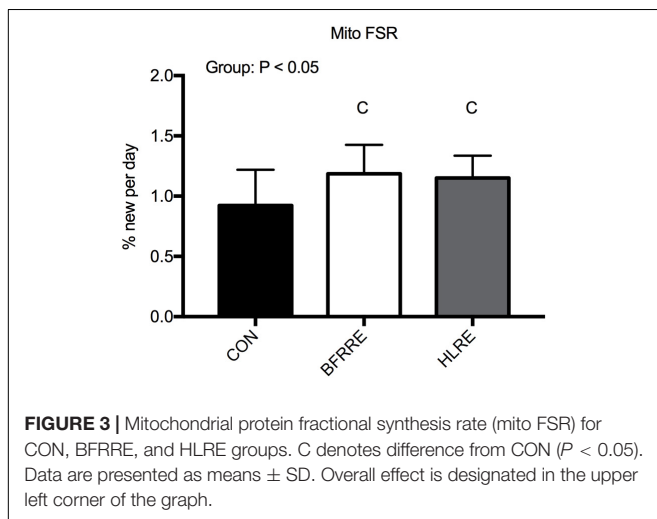 Mito FSR
Group: P < 0.05
2.0
C
C
1.5
1.0
0.5
0.0
% new per day
CON
BFRRE
HLRE
FIGURE 3 | Mitochondrial protein fractional synthesis rate (mito FSR) for
CON, BFRRE, and HLRE groups. C denotes difference from CON (P < 0.05).
Data are presented as means ± SD. Overall effect is designated in the upper
left corner of the graph.